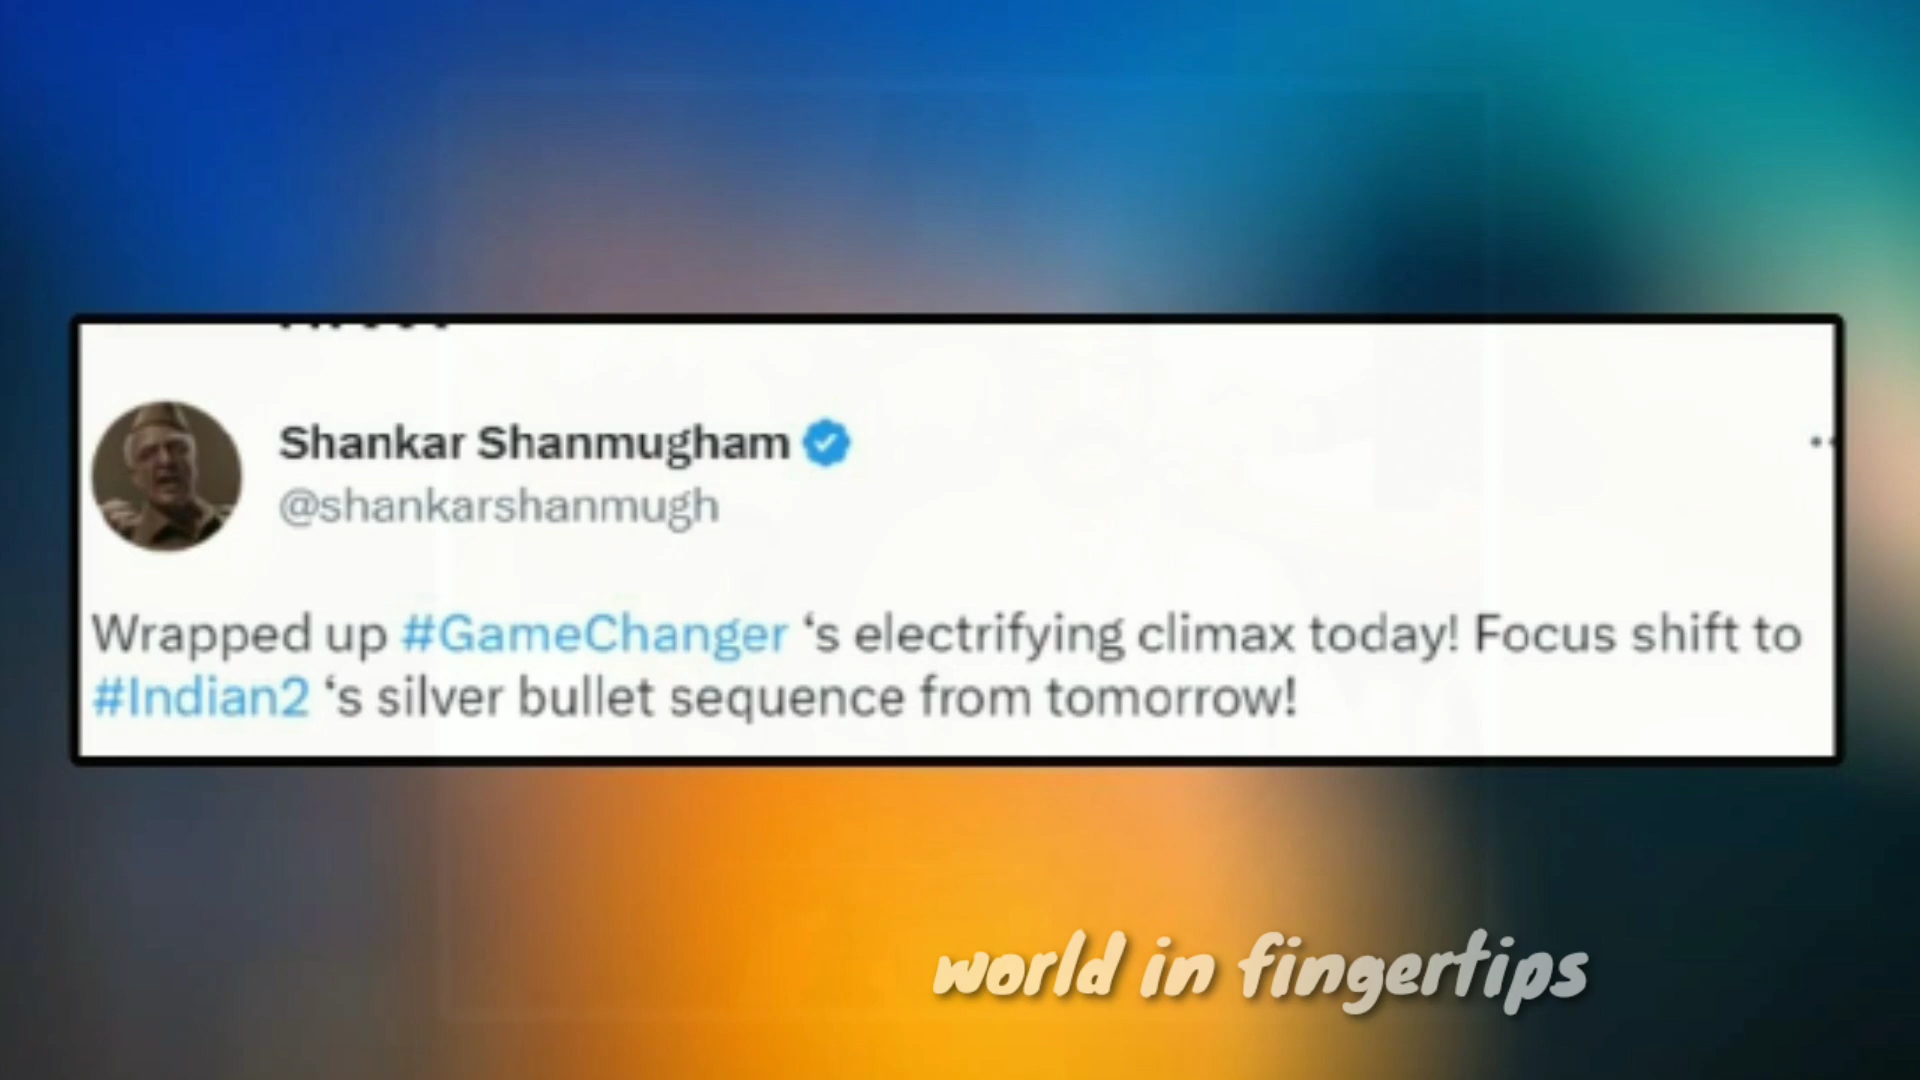 Shankar Shanmugham
@shankarshanmugh
Wrapped up #GameChanger ‘s electrifying climax today! Focus shift to
#Indian2 ‘s silver bullet sequence from tomorrow!
world in fingertips